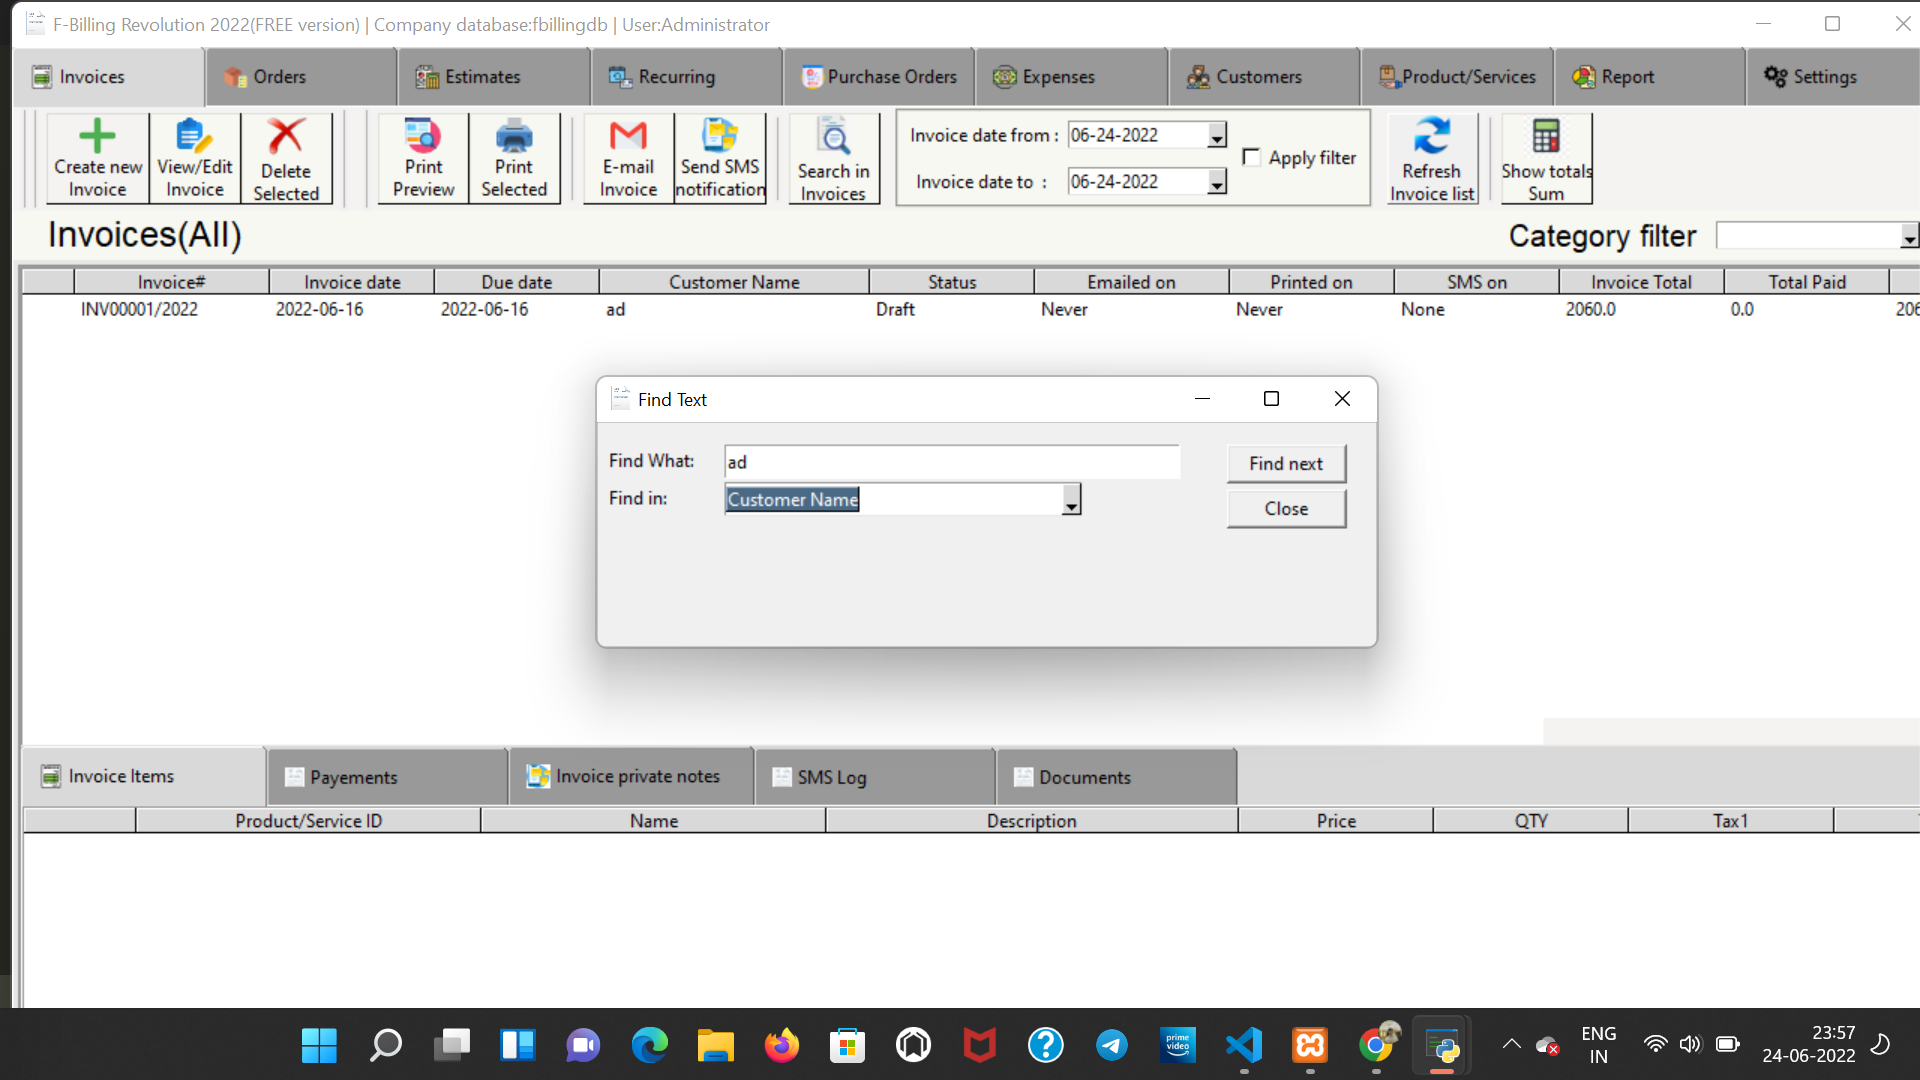 F-Billing Revolution 2022(FREE version) | Company database:fbillingdb | User:Administrator
Invoices Orders Estimates Recurring Purchase Orders Expenses Customers Product/Services Report Settings
Create new Invoice
View/Edit Invoice
Delete Selected
Print Preview
Print Selected
E-mail Invoice
Send SMS notification
Search in Invoices
Invoice date from : 06-24-2022
Invoice date to : 06-24-2022
Apply filter
Refresh Invoice list
Show totals Sum
Invoices(All)
Category filter
Invoice# Invoice date Due date Customer Name Status Emailed on Printed on SMS on Invoice Total Total Paid
INV00001/2022 2022-06-16 2022-06-16 ad Draft Never Never None 2060.0 0.0 206
Find Text
Find What: ad
Find next
Find in: Customer Name
Close
Invoice Items Payements Invoice private notes SMS Log Documents
Product/Service ID Name Description Price QTY Tax1
prime video
ENG
IN
23:57
24-06-2022